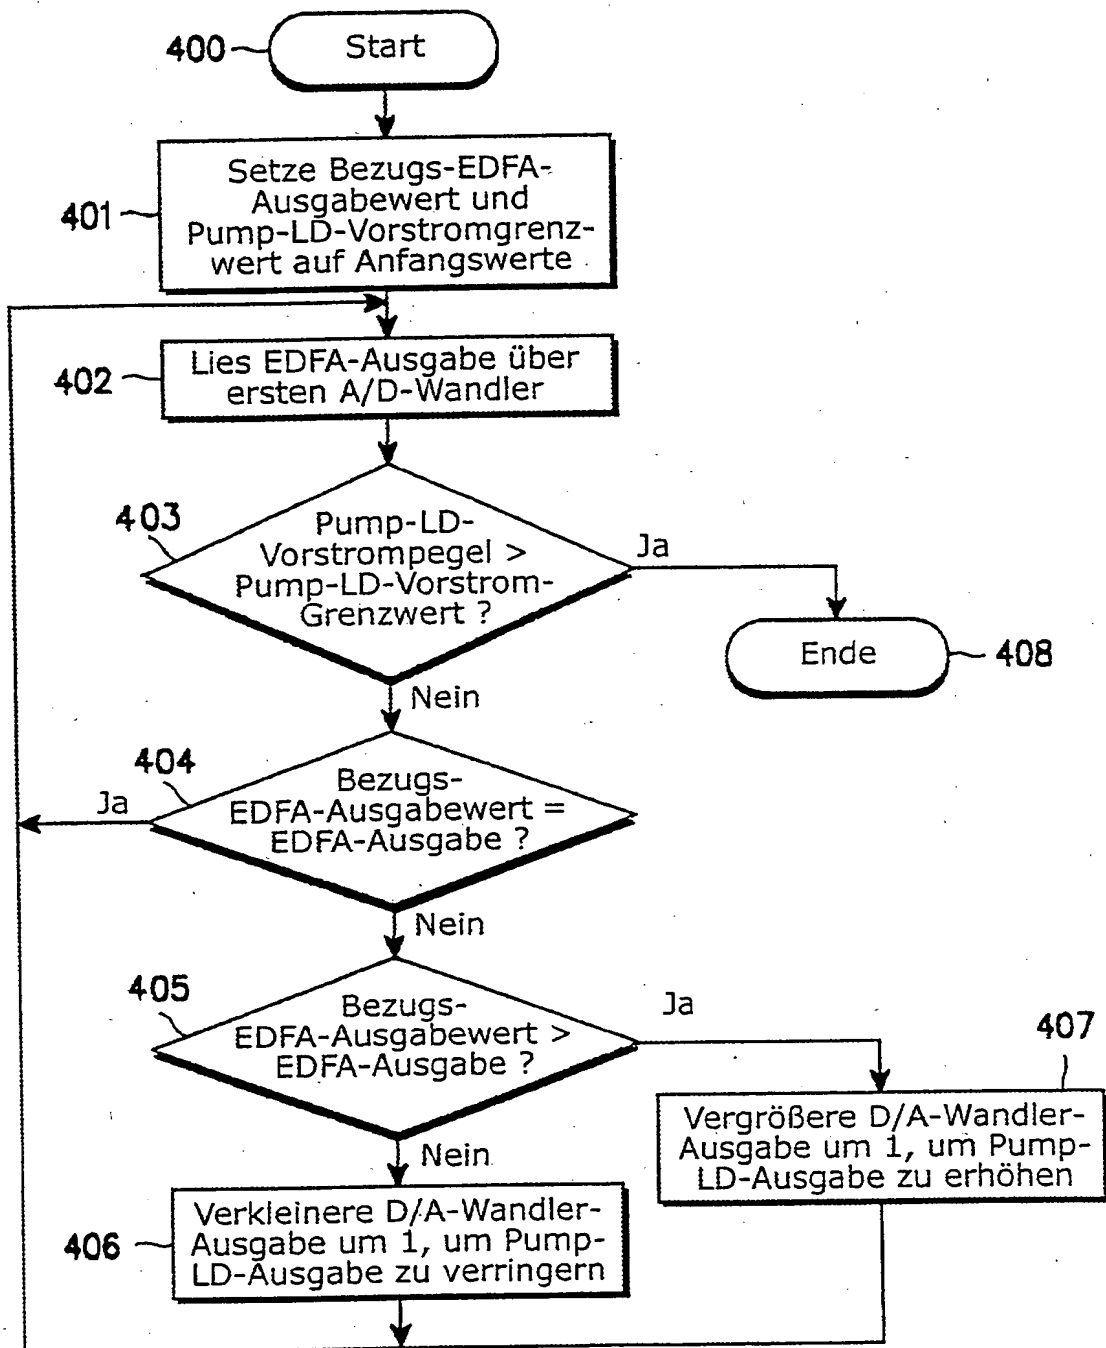 400
Start
401
Setze Bezugs-EDFA-
Ausgabewert und
Pump-LD-Vorstromgrenz-
wert auf Anfangswerte
402
Lies EDFA-Ausgabe über
ersten A/D-Wandler
403
Pump-LD-
Vorstrompegel >
Pump-LD-Vorstrom-
Grenzwert ?
Ja
Ende
408
Nein
404
Ja
Bezugs-
EDFA-Ausgabewert =
EDFA-Ausgabe ?
Nein
405
Bezugs-
EDFA-Ausgabewert >
EDFA-Ausgabe ?
Ja
407
Vergrößere D/A-Wandler-
Ausgabe um 1, um Pump-
LD-Ausgabe zu erhöhen
Nein
406
Verkleinere D/A-Wandler-
Ausgabe um 1, um Pump-
LD-Ausgabe zu verringern